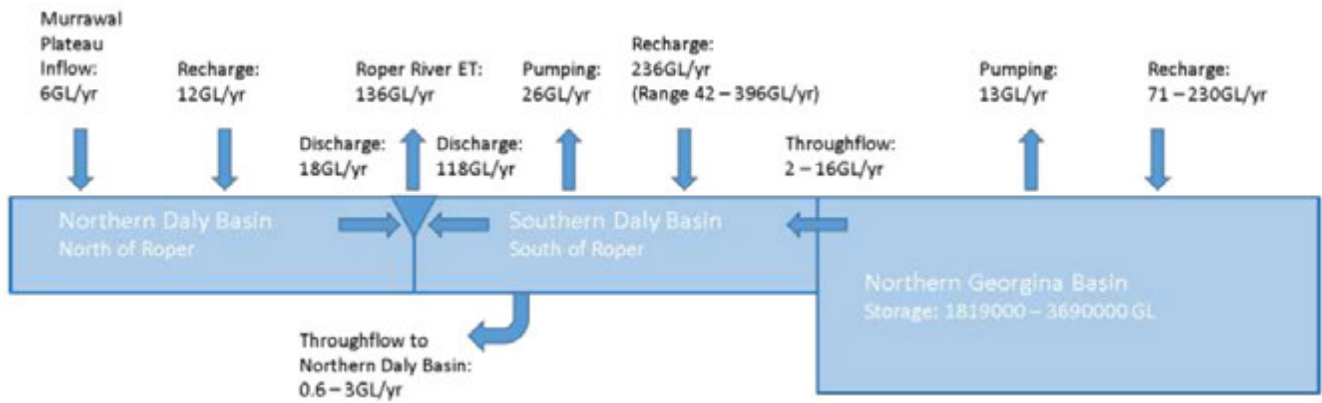 Murrawal
Plateau
Inflow:
6GL/yr
Recharge:
12GL/yr
Roper River ET:
136GL/yr
Pumping:
26GL/yr
Recharge:
236GL/yr
(Range 42 – 396GL/yr)
Pumping:
13GL/yr
Recharge:
71 – 230GL/yr
Discharge:
18GL/yr
Discharge:
118GL/yr
Throughflow:
2 – 16GL/yr
Northern Daly Basin
North of Roper
Southern Daly Basin
South of Roper
Northern Georgina Basin
Storage: 1819000 – 3690000 GL
Throughflow to
Northern Daly Basin:
0.6 – 3GL/yr